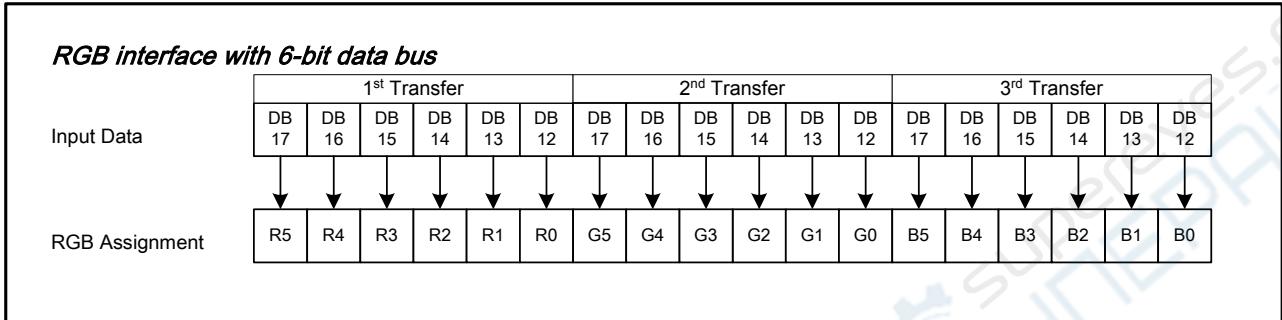 RGB interface with 6-bit data bus
1st Transfer 2nd Transfer 3rd Transfer
Input Data
DB 17 DB 16 DB 15 DB 14 DB 13 DB 12 DB 17 DB 16 DB 15 DB 14 DB 13 DB 12 DB 17 DB 16 DB 15 DB 14 DB 13 DB 12
RGB Assignment R5 R4 R3 R2 R1 R0 G5 G4 G3 G2 G1 G0 B5 B4 B3 B2 B1 B0